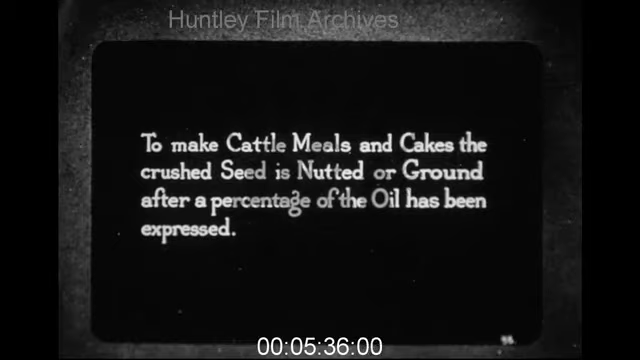 Huntley Film Archives
To make Cattle Meals and Cakes the
crushed Seed is Nutted or Ground
after a percentage of the Oil has been
expressed.
00:05:36:00